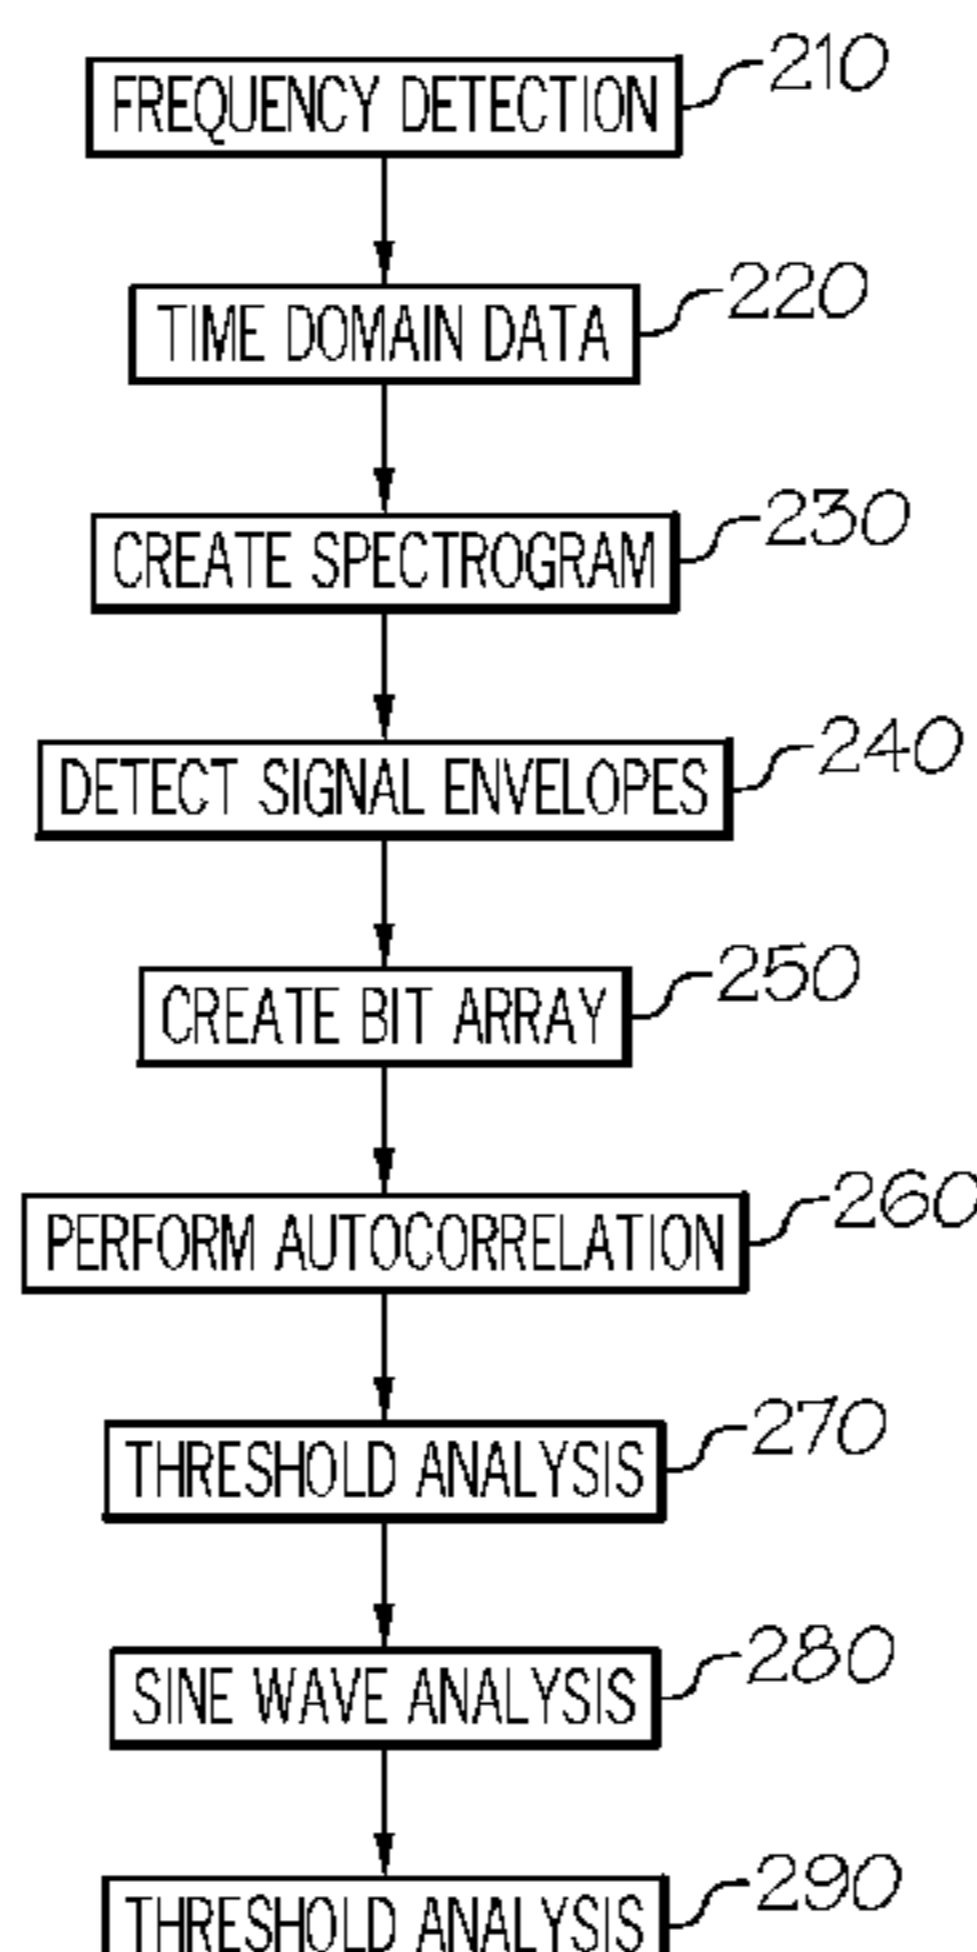 FREQUENCY DETECTION 210
TIME DOMAIN DATA 220
CREATE SPECTROGRAM 230
DETECT SIGNAL ENVELOPES 240
CREATE BIT ARRAY 250
PERFORM AUTOCORRELATION 260
THRESHOLD ANALYSIS 270
SINE WAVE ANALYSIS 280
THRESHOLD ANALYSIS 290